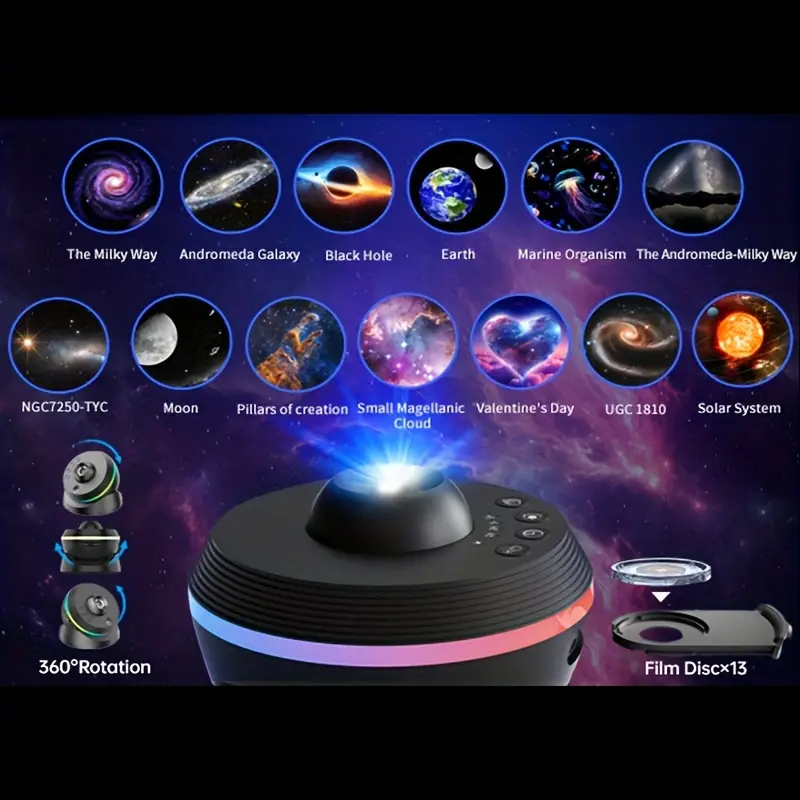 The Milky Way
Andromeda Galaxy
Black Hole
Earth
Marine Organism
The Andromeda-Milky Way
NGC7250-TYC
Moon
Pillars of creation
Small Magellanic
Cloud
Valentine's Day
UGC 1810
Solar System
360°Rotation
Film Disc×13